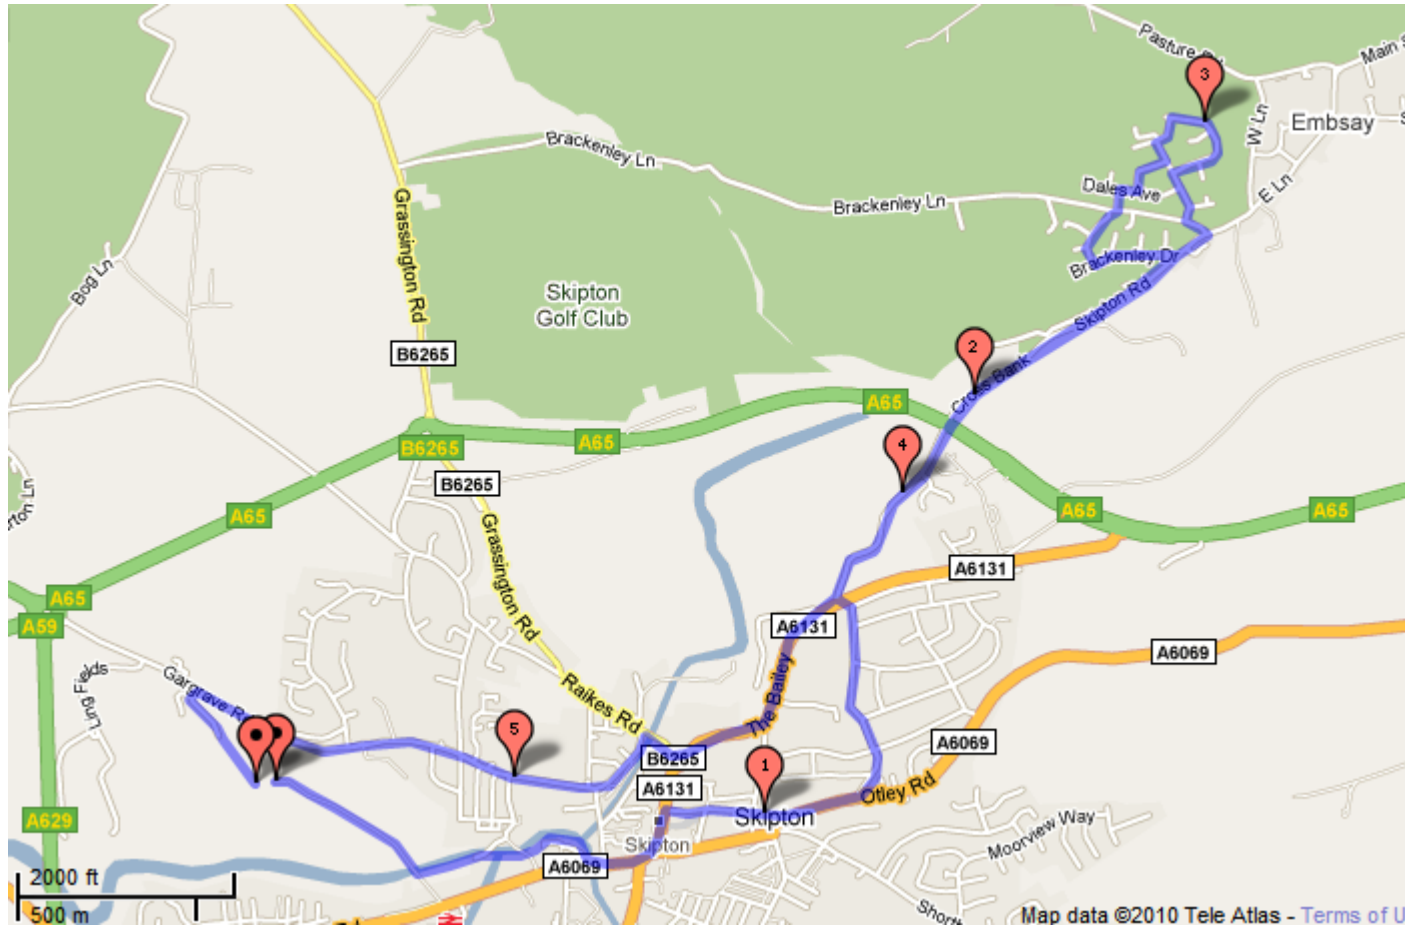 Pasture
Main
3
Embsay
W Ln
E Ln
Brackenley Ln
Dales Ave
Brackenley Ln
Brackenley Dr
Grassington Rd
Bog Ln
Skipton
Golf Club
Skipton Rd
B6265
2
Cross Bank
A65
4
B6265
A65
B6265
A65
A65
A65
Grassington Rd
A6131
A65
A59
A6131
A6069
Ling Fields
Gargrave
The Bailey
Raikes Rd
5
B6265
1
A6069
A6131
Otley Rd
A629
Skipton
Moorview Way
Skipton
A6069
2000 ft
500 m
Map data ©2010 Tele Atlas - Terms of U